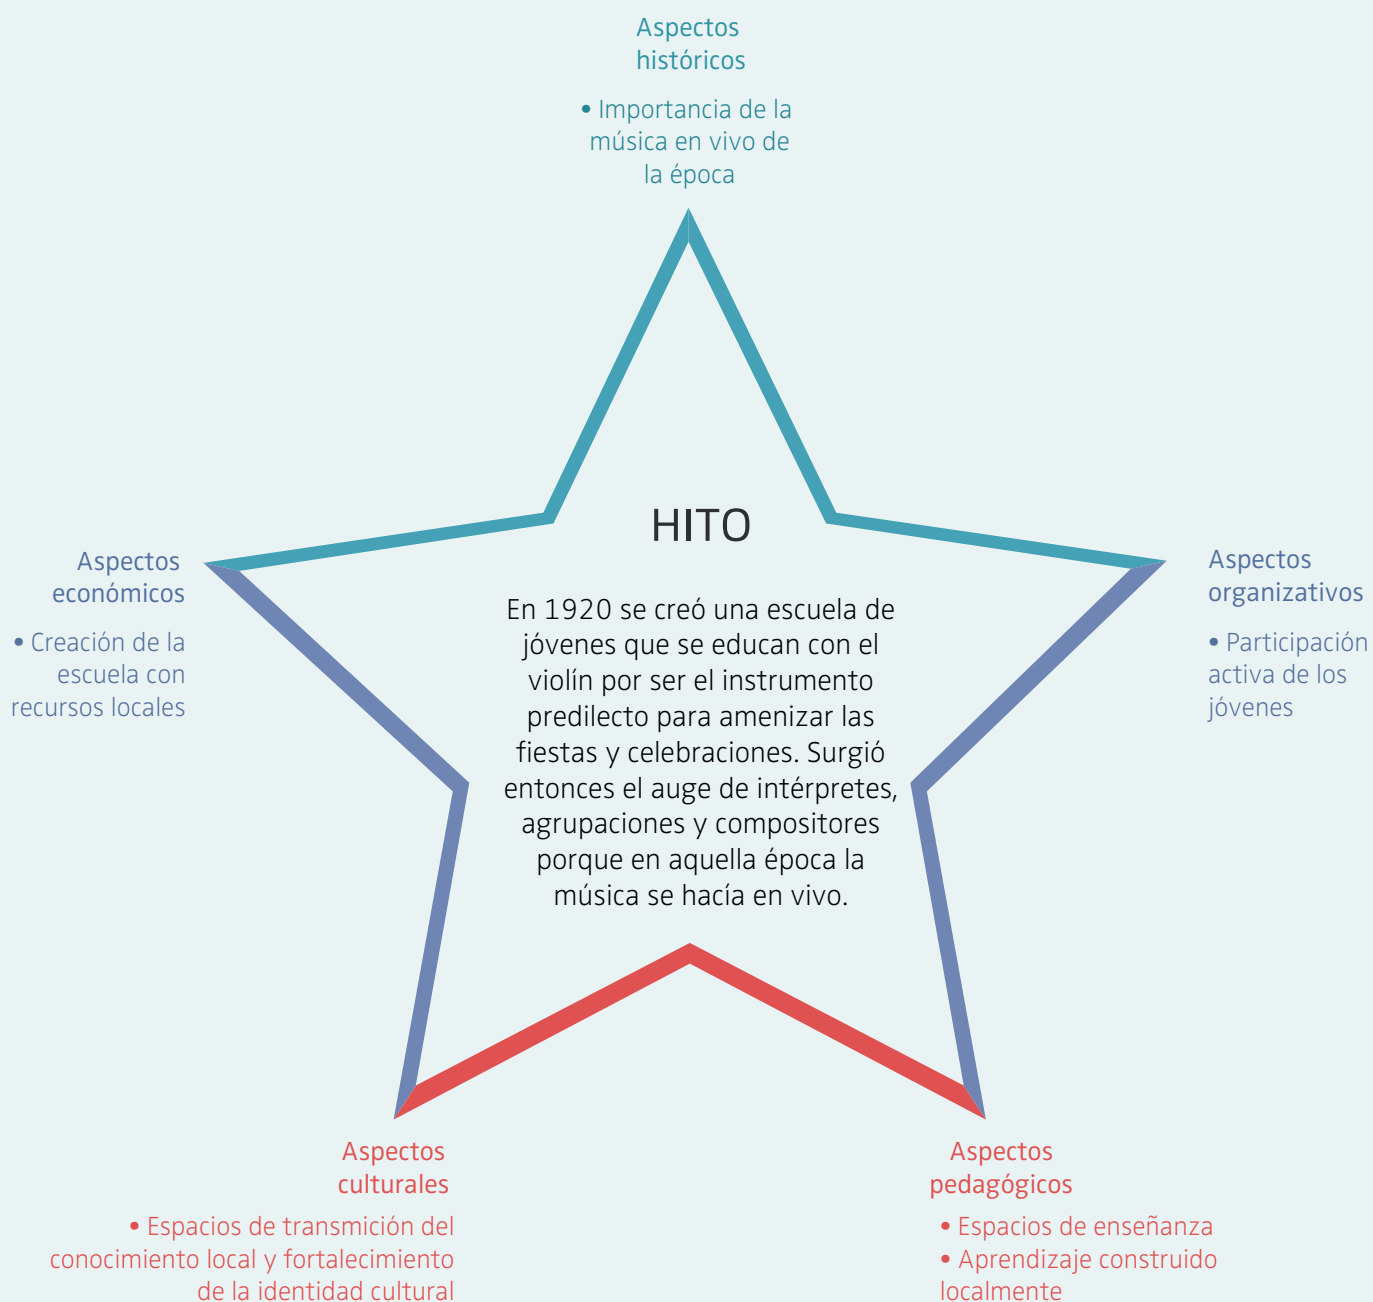 Aspectos
históricos
• Importancia de la
música en vivo de
la época
HITO
En 1920 se creó una escuela de
jóvenes que se educan con el
violín por ser el instrumento
predilecto para amenizar las
fiestas y celebraciones. Surgió
entonces el auge de intérpretes,
agrupaciones y compositores
porque en aquella época la
música se hacía en vivo.
Aspectos
económicos
• Creación de la
escuela con
recursos locales
Aspectos
organizativos
• Participación
activa de los
jóvenes
Aspectos
culturales
• Espacios de transmición del
conocimiento local y fortalecimiento
de la identidad cultural
Aspectos
pedagógicos
• Espacios de enseñanza
• Aprendizaje construido
localmente